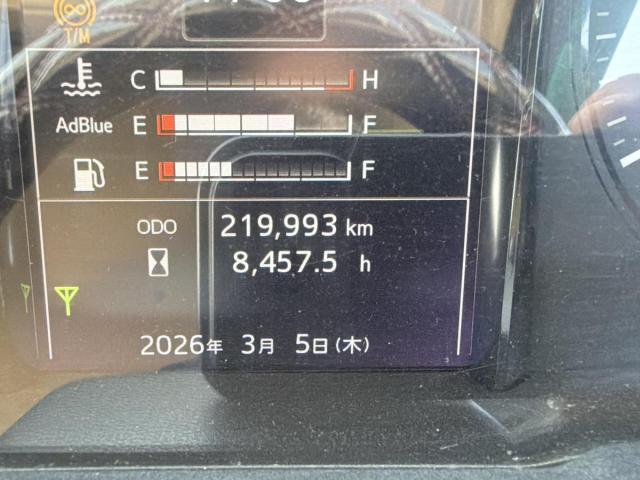 T/M
C H
AdBlue E F
E F
ODO 219,993 km
8,457.5 h
2026年 3月 5日(木)